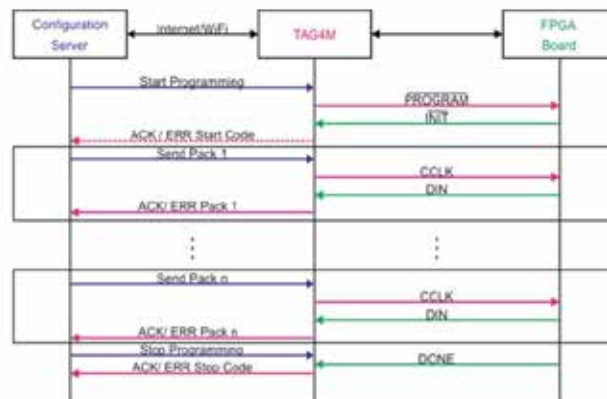 Configuration Server
Internet/WiFi
TAG4M
FPGA Board
Start Programming
PROGRAM
INIT
ACK / ERR Start Code
Send Pack 1
CCLK
DIN
ACK/ ERR Pack 1
Send Pack n
CCLK
DIN
ACK/ ERR Pack n
Stop Programming
DONE
ACK/ ERR Stop Code